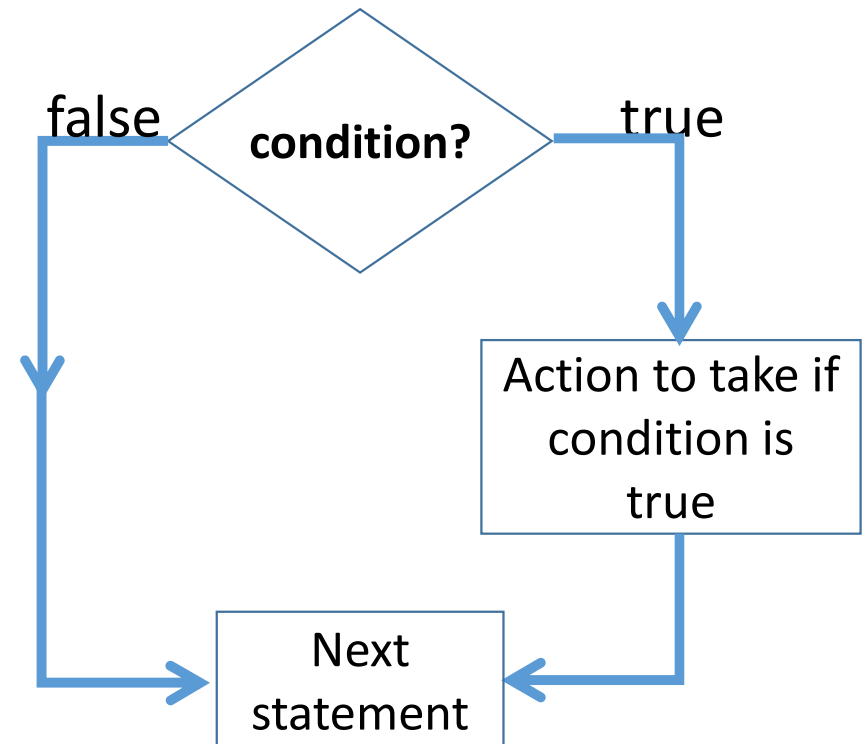 false
true
condition?
Action to take if
condition is
true
Next
statement